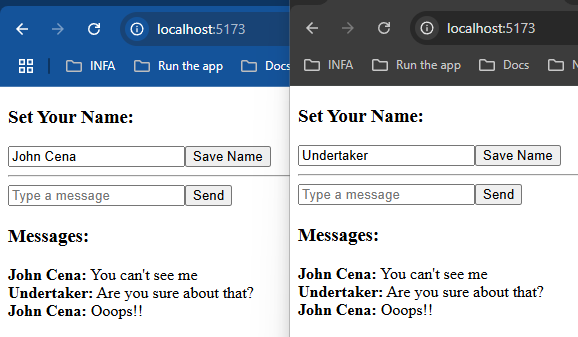 localhost:5173
INFA Run the app Docs
Set Your Name:
John Cena Save Name
Type a message Send
Messages:
John Cena: You can't see me
Undertaker: Are you sure about that?
John Cena: Ooops!!
localhost:5173
INFA Run the app Docs N
Set Your Name:
Undertaker Save Name
Type a message Send
Messages:
John Cena: You can't see me
Undertaker: Are you sure about that?
John Cena: Ooops!!